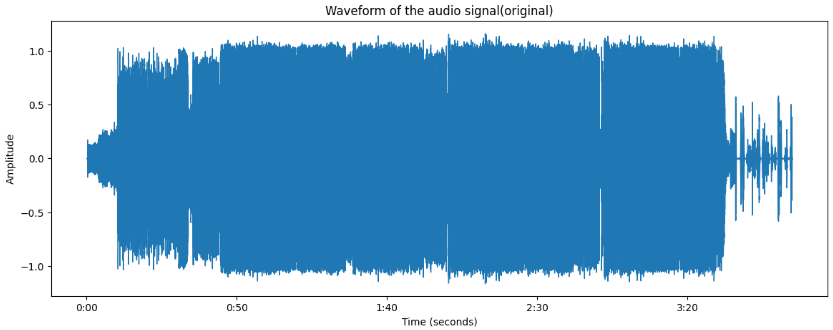 Waveform of the audio signal(original)
Amplitude
1.0
0.5
0.0
−0.5
−1.0
0:00 0:50 1:40 2:30 3:20
Time (seconds)